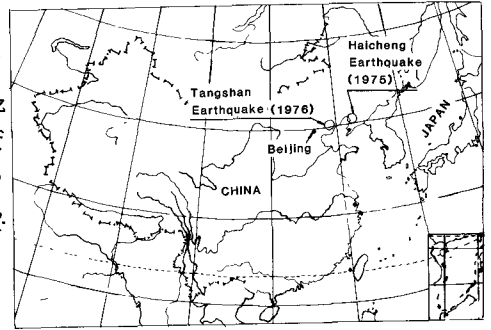 Haicheng
Earthquake
(1975)
Tangshan
Earthquake (1976)
Beijing
JAPAN
CHINA